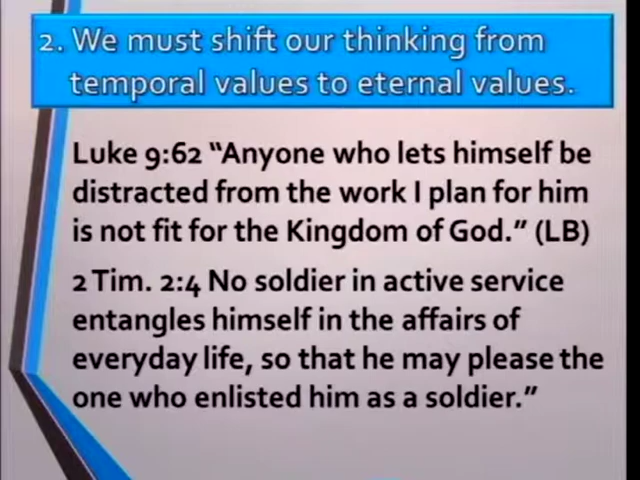 2. We must shift our thinking from
temporal values to eternal values.
Luke 9:62 “Anyone who lets himself be
distracted from the work I plan for him
is not fit for the Kingdom of God.” (LB)
2 Tim. 2:4 No soldier in active service
entangles himself in the affairs of
everyday life, so that he may please the
one who enlisted him as a soldier.”